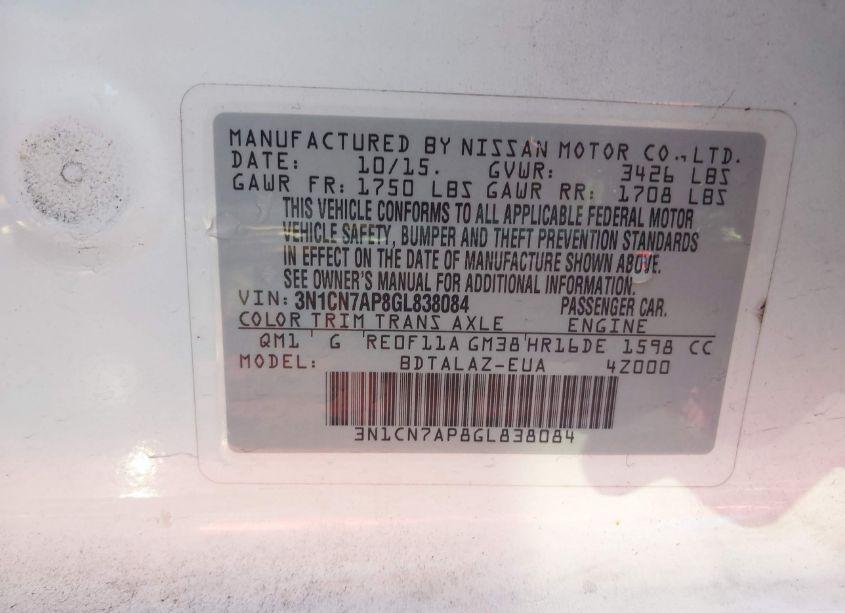 MANUFACTURED BY NISSAN MOTOR CO.,LTD.
DATE: 10/15. GVWR: 3426 LBS
GAWR FR: 1750 LBS GAWR RR: 1708 LBS
THIS VEHICLE CONFORMS TO ALL APPLICABLE FEDERAL MOTOR
VEHICLE SAFETY, BUMPER AND THEFT PREVENTION STANDARDS
IN EFFECT ON THE DATE OF MANUFACTURE SHOWN ABOVE.
SEE OWNER'S MANUAL FOR ADDITIONAL INFORMATION.
VIN: 3N1CN7AP8GL838084 PASSENGER CAR.
COLOR TRIM TRANS AXLE ENGINE
QM1 G RE0F11A GM38 HR16DE 1598 CC
MODEL: BDTALAZ-EUA 4Z000
3N1CN7AP8GL838084